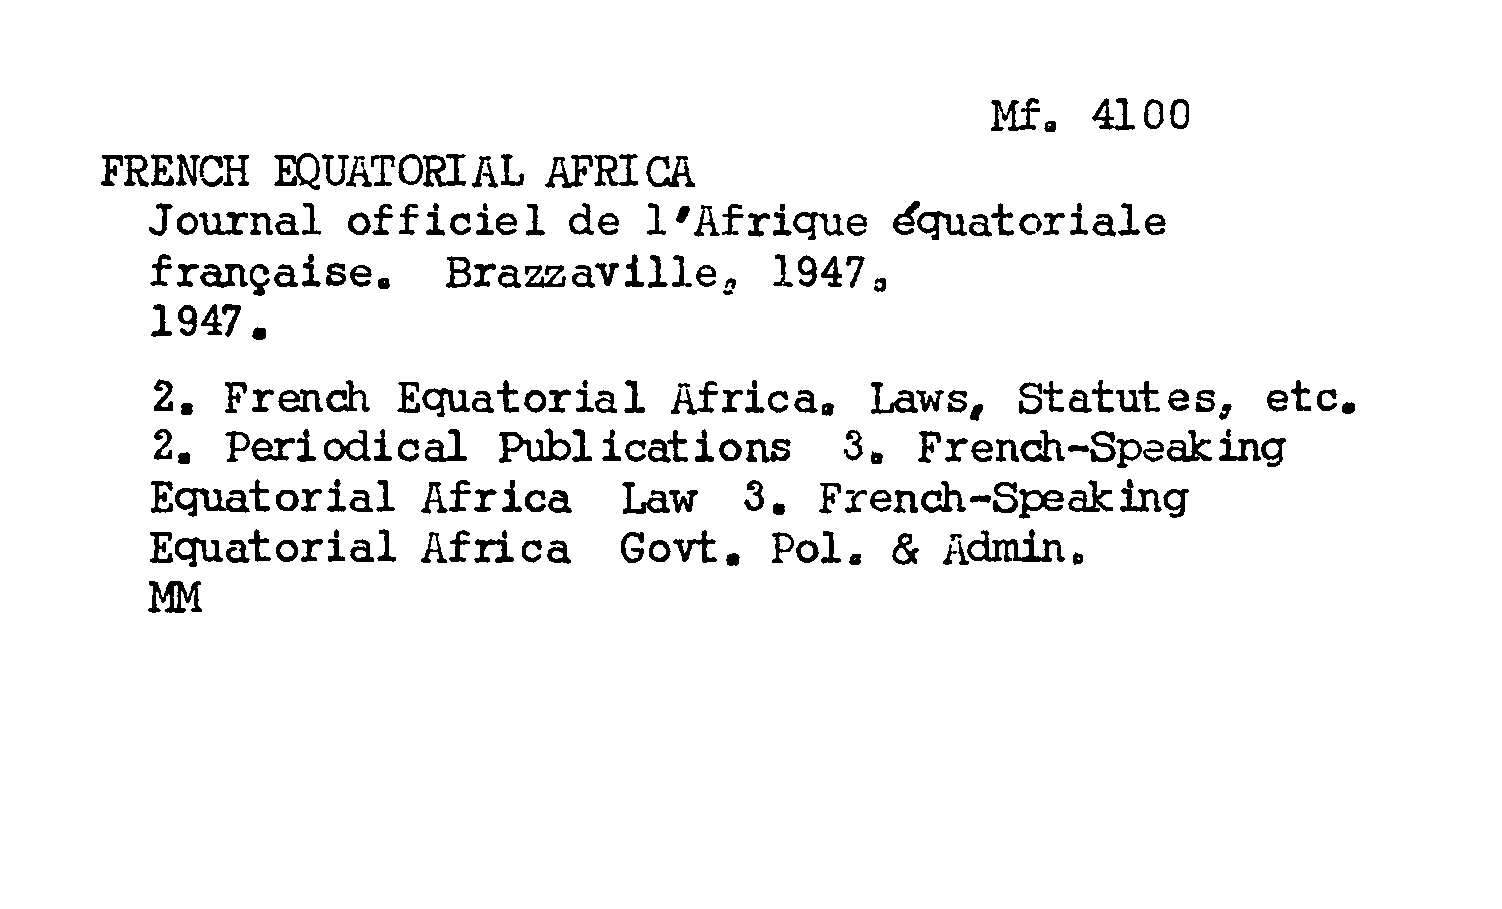 Mf. 4100
FRENCH EQUATORIAL AFRICA
Journal officiel de l'Afrique équatoriale
française. Brazzaville, 1947,
1947.
2. French Equatorial Africa. Laws, Statutes, etc.
2. Periodical Publications 3. French-Speaking
Equatorial Africa Law 3. French-Speaking
Equatorial Africa Govt. Pol. & Admin.
MM